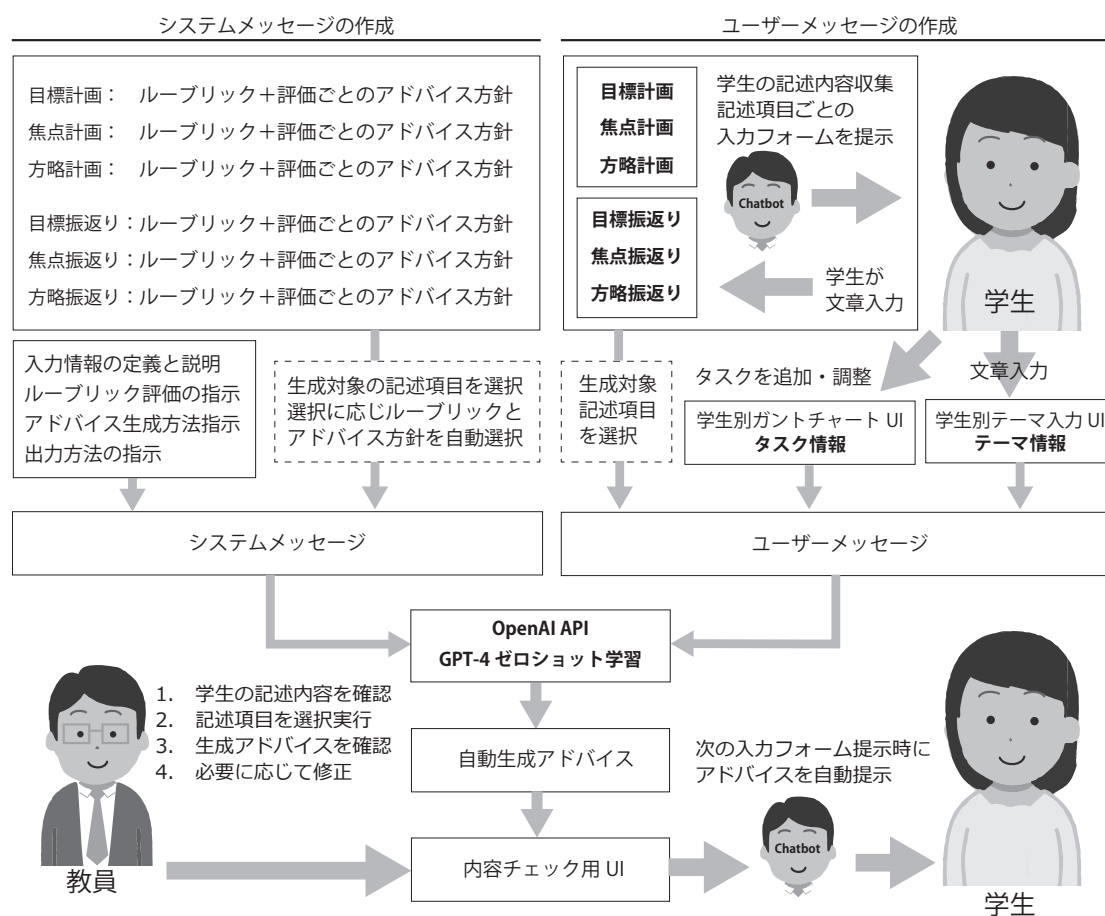 システムメッセージの作成
目標計画： ルーブリック＋評価ごとのアドバイス方針
焦点計画： ルーブリック＋評価ごとのアドバイス方針
方略計画： ルーブリック＋評価ごとのアドバイス方針
目標振返り：ルーブリック＋評価ごとのアドバイス方針
焦点振返り：ルーブリック＋評価ごとのアドバイス方針
方略振返り：ルーブリック＋評価ごとのアドバイス方針
ユーザーメッセージの作成
目標計画
焦点計画
方略計画
目標振返り
焦点振返り
方略振返り
学生の記述内容収集
記述項目ごとの
入力フォームを提示
Chatbot
学生が
文章入力
学生
入力情報の定義と説明
ルーブリック評価の指示
アドバイス生成方法指示
出力方法の指示
生成対象の記述項目を選択
選択に応じルーブリックと
アドバイス方針を自動選択
生成対象
記述項目
を選択
タスクを追加・調整
学生別ガントチャート UI
タスク情報
文章入力
学生別テーマ入力 UI
テーマ情報
システムメッセージ
ユーザーメッセージ
OpenAI API
GPT-4 ゼロショット学習
1. 学生の記述内容を確認
2. 記述項目を選択実行
3. 生成アドバイスを確認
4. 必要に応じて修正
教員
自動生成アドバイス
内容チェック用 UI
次の入力フォーム提示時に
アドバイスを自動提示
Chatbot
学生